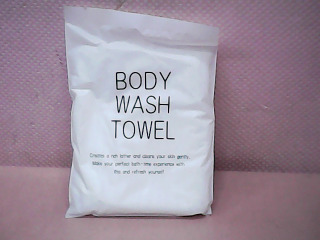 BODY
WASH
TOWEL
Creates a rich lather and cleans your skin gently.
Make your perfect bath-time experience with
this and refresh yourself